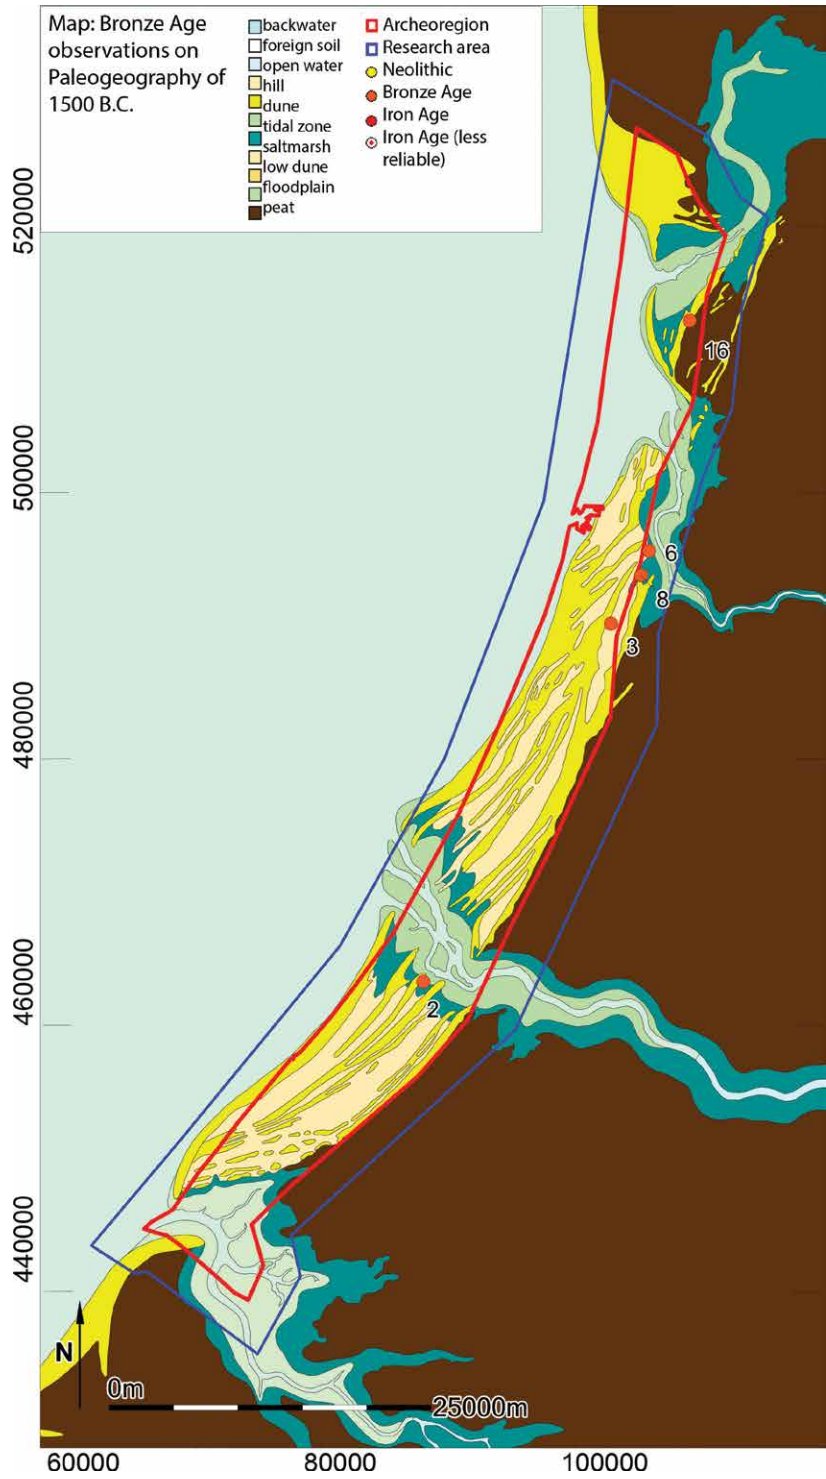 Map: Bronze Age
observations on
Paleogeography of
1500 B.C.
backwater
foreign soil
open water
hill
dune
tidal zone
saltmarsh
low dune
floodplain
peat
Archeoregion
Research area
Neolithic
Bronze Age
Iron Age
Iron Age (less
reliable)
520000
16
500000
6
8
3
480000
460000
2
440000
N
0m
25000m
60000
80000
100000